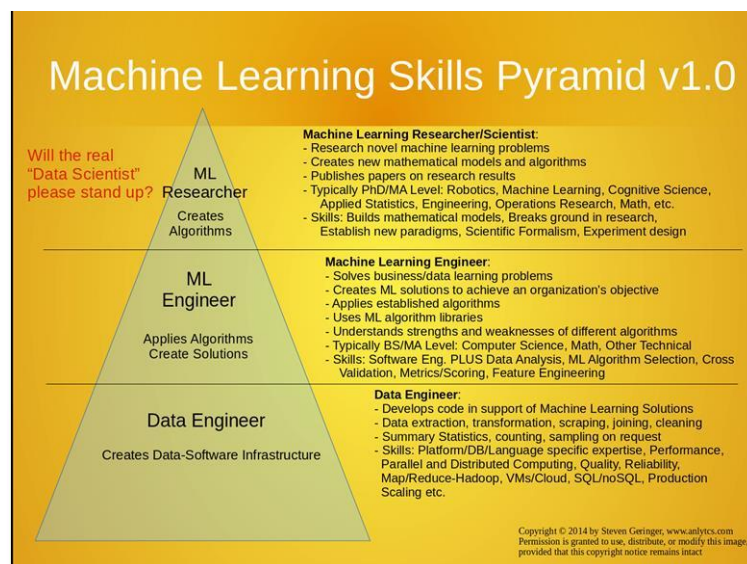 Machine Learning Skills Pyramid v1.0
Will the real
“Data Scientist”
please stand up?
ML
Researcher
Creates
Algorithms
Machine Learning Researcher/Scientist:
- Research novel machine learning problems
- Creates new mathematical models and algorithms
- Publishes papers on research results
- Typically PhD/MA Level: Robotics, Machine Learning, Cognitive Science,
Applied Statistics, Engineering, Operations Research, Math, etc.
- Skills: Builds mathematical models, Breaks ground in research,
Establish new paradigms, Scientific Formalism, Experiment design
ML
Engineer
Applies Algorithms
Create Solutions
Machine Learning Engineer:
- Solves business/data learning problems
- Creates ML solutions to achieve an organization's objective
- Applies established algorithms
- Uses ML algorithm libraries
- Understands strengths and weaknesses of different algorithms
- Typically BS/MA Level: Computer Science, Math, Other Technical
- Skills: Software Eng. PLUS Data Analysis, ML Algorithm Selection, Cross
Validation, Metrics/Scoring, Feature Engineering
Data Engineer
Creates Data-Software Infrastructure
Data Engineer:
- Develops code in support of Machine Learning Solutions
- Data extraction, transformation, scraping, joining, cleaning
- Summary Statistics, counting, sampling on request
- Skills: Platform/DB/Language specific expertise, Performance,
Parallel and Distributed Computing, Quality, Reliability,
Map/Reduce-Hadoop, VMs/Cloud, SQL/noSQL, Production
Scaling etc.
Copyright © 2014 by Steven Geringer, www.anlytcs.com
Permission is granted to use, distribute, or modify this image
provided that this copyright notice remains intact